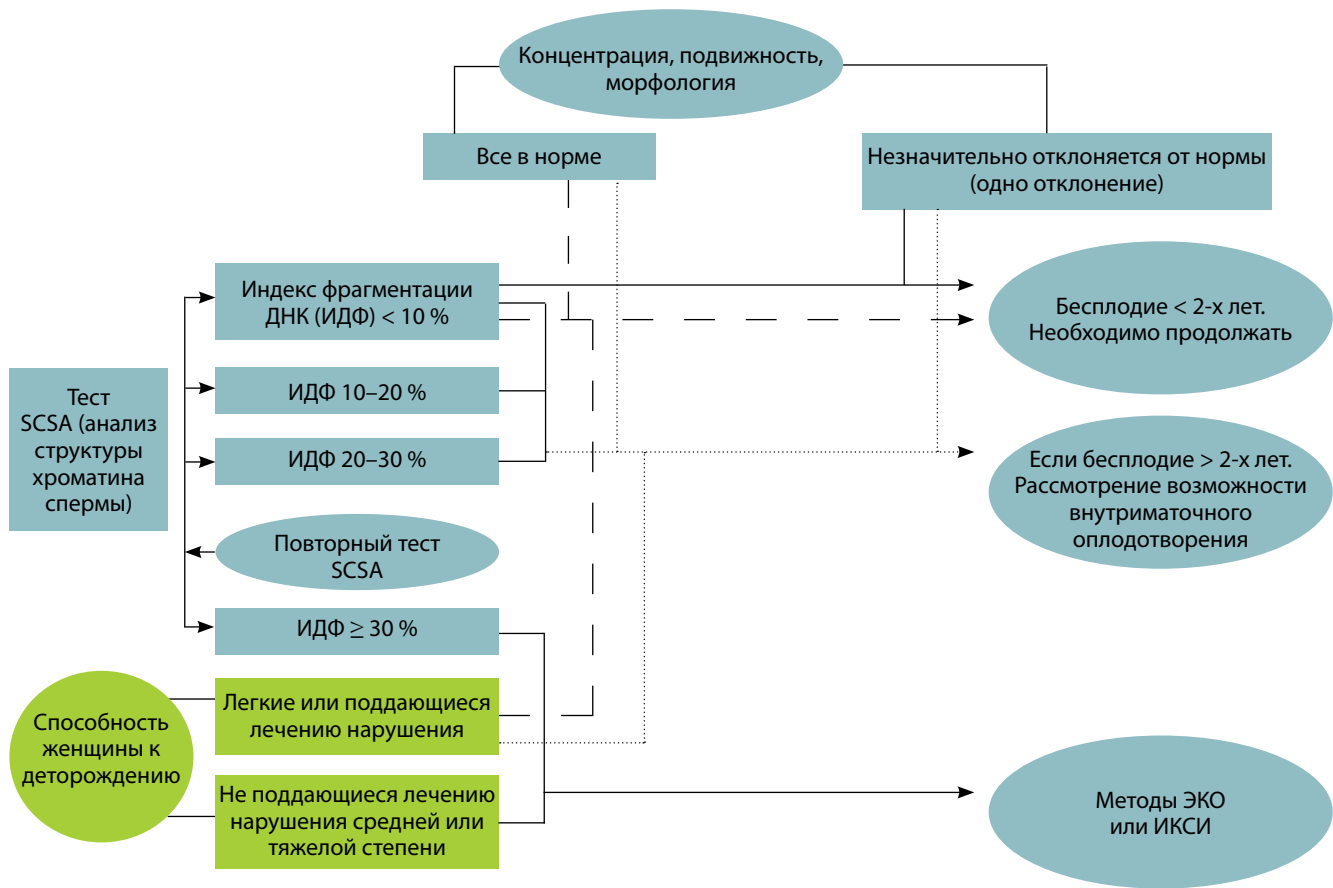 Концентрация, подвижность,
морфология
Все в норме
Незначительно отклоняется от нормы
(одно отклонение)
Тест
SCSA (анализ
структуры
хроматина
спермы)
Индекс фрагментации
ДНК (ИДФ) < 10 %
ИДФ 10–20 %
ИДФ 20–30 %
Повторный тест
SCSA
ИДФ ≥ 30 %
Бесплодие < 2-х лет.
Необходимо продолжать
Если бесплодие > 2-х лет.
Рассмотрение возможности
внутриматочного
оплодотворения
Способность
женщины к
деторождению
Легкие или поддающиеся
лечению нарушения
Не поддающиеся лечению
нарушения средней или
тяжелой степени
Методы ЭКО
или ИКСИ